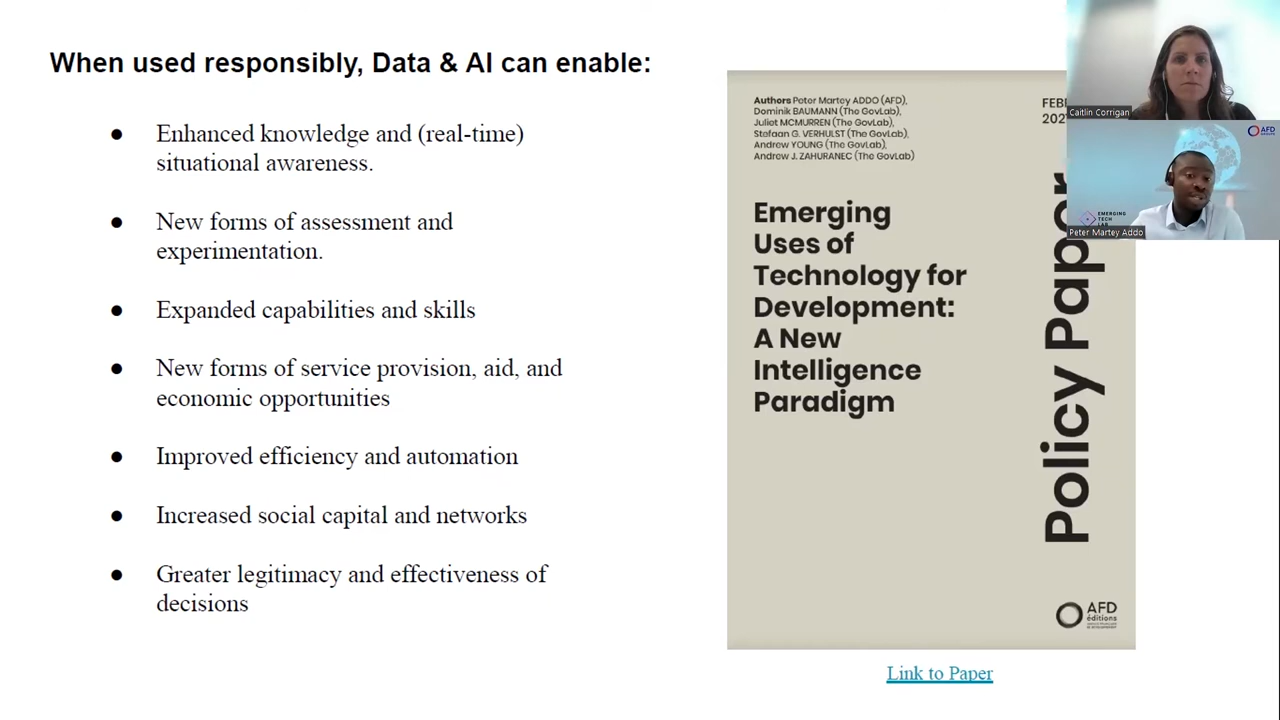 When used responsibly, Data & AI can enable:
● Enhanced knowledge and (real-time)
situational awareness.
● New forms of assessment and
experimentation.
● Expanded capabilities and skills
● New forms of service provision, aid, and
economic opportunities
● Improved efficiency and automation
● Increased social capital and networks
● Greater legitimacy and effectiveness of
decisions
Authors Peter Martey ADDO (AFD),
Dominik BAUMANN (The GovLab),
Juliet MCMURREN (The GovLab),
Stefaan G. VERHULST (The GovLab),
Andrew YOUNG (The GovLab),
Andrew J. ZAHURANEC (The GovLab)
Emerging
Uses of
Technology for
Development:
A New
Intelligence
Paradigm
Policy Paper
AFD
éditions
Link to Paper
Caitlin Corrigan
AFD
EMERGING
TECH
LAB
Peter Martey Addo